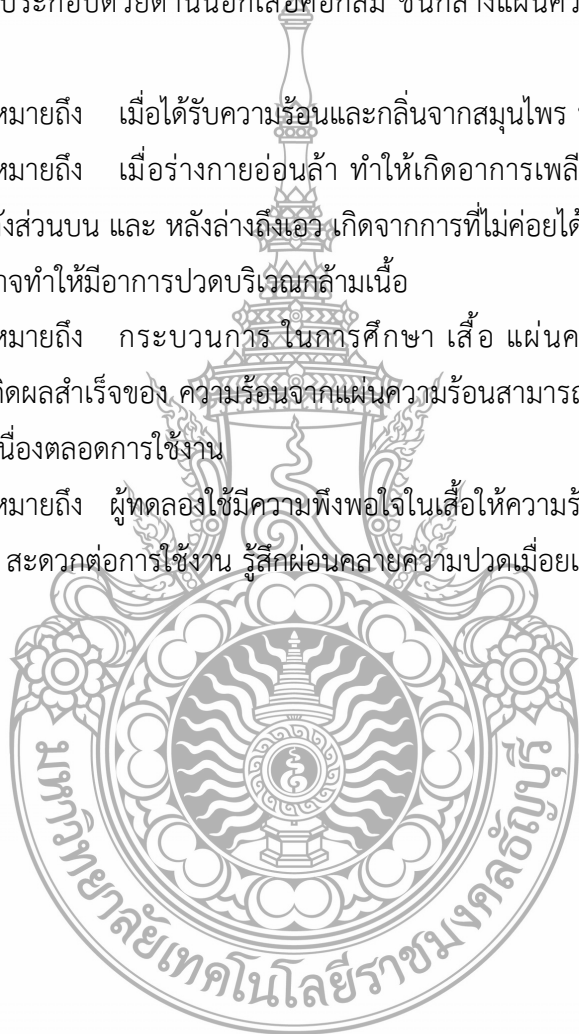 ประกอบด้วยด้านนอกเสื้อคอกลม ชั้นกลางแผ่นคว
หมายถึง เมื่อได้รับความร้อนและกลิ่นจากสมุนไพร
หมายถึง เมื่อร่างกายอ่อนล้า ทำให้เกิดอาการเพลี
ังส่วนบน และ หลังล่างถึงเอว เกิดจากการที่ไม่ค่อยได้
าจทำให้มีอาการปวดบริเวณกล้ามเนื้อ
หมายถึง กระบวนการ ในการศึกษา เสื้อ แผ่นค
กิดผลสำเร็จของ ความร้อนจากแผ่นความร้อนสามารถ
นื่องตลอดการใช้งาน
หมายถึง ผู้ทดลองใช้มีความพึงพอใจในเสื้อให้ความร้
สะดวกต่อการใช้งาน รู้สึกผ่อนคลายความปวดเมื่อย
มหาวิทยาลัยเทคโนโลยีราชมงคลธัญบุรี